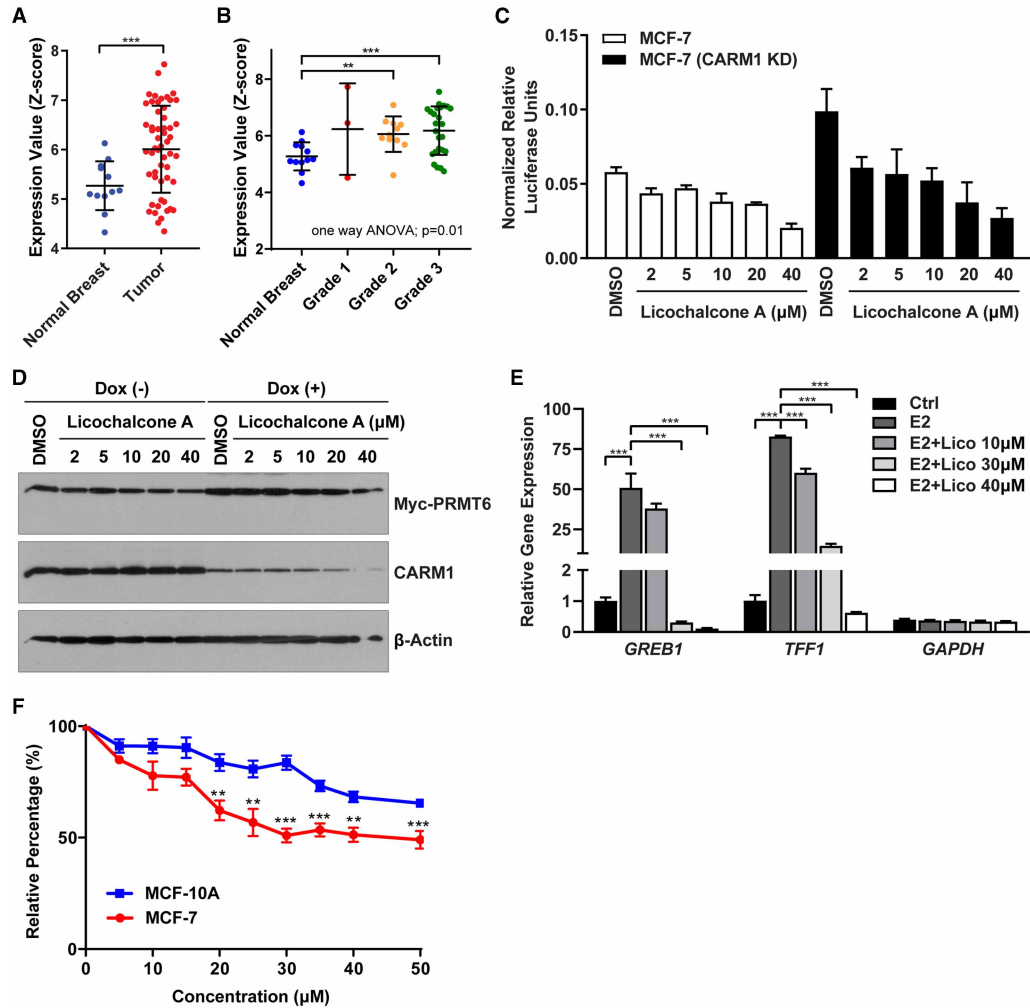 A
***
Expression Value (Z-score)
8
7
6
5
4
Normal Breast
Tumor
B
***
**
Expression Value (Z-score)
8
6
4
2
one way ANOVA; p=0.01
Normal Breast
Grade 1
Grade 2
Grade 3
C
MCF-7
MCF-7 (CARM1 KD)
Normalized Relative
Luciferase Units
0.15
0.10
0.05
0.00
DMSO
2 5 10 20 40
Licochalcone A (µM)
DMSO
2 5 10 20 40
Licochalcone A (µM)
D
Dox (-) Dox (+)
DMSO
Licochalcone A
2 5 10 20 40
DMSO
Licochalcone A (µM)
2 5 10 20 40
Myc-PRMT6
CARM1
β-Actin
E
Ctrl
E2
E2+Lico 10µM
E2+Lico 30µM
E2+Lico 40µM
Relative Gene Expression
100
75
50
25
2
1
0
*** *** ***
*** *** *** ***
GREB1 TFF1 GAPDH
F
Relative Percentage (%)
100
50
0
** ** *** *** ** ***
MCF-10A
MCF-7
0 10 20 30 40 50
Concentration (µM)